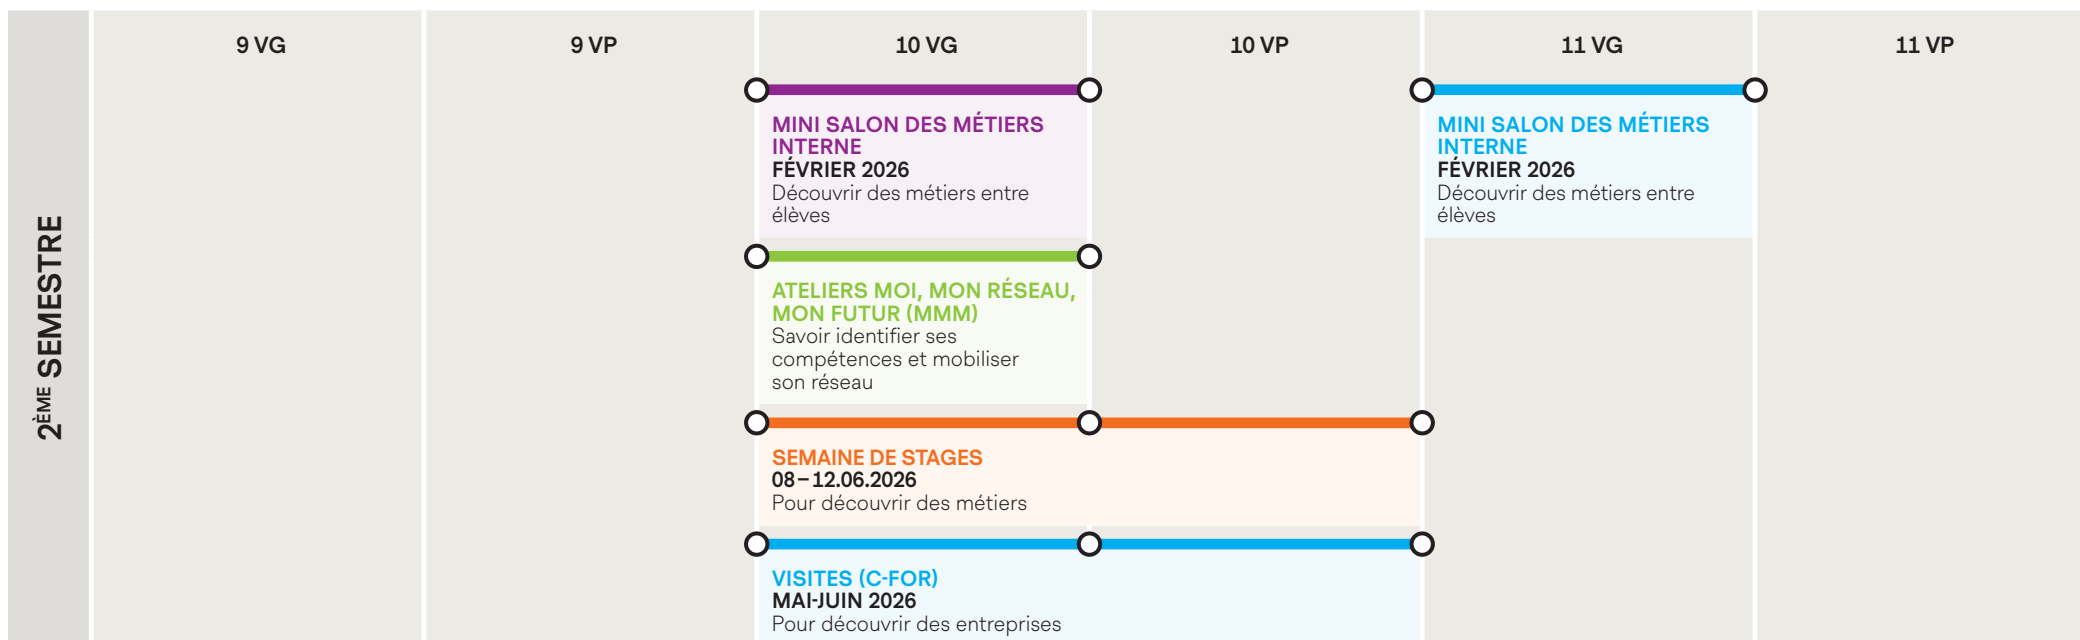 9 VG
9 VP
10 VG
10 VP
11 VG
11 VP
2ÈME SEMESTRE
MINI SALON DES MÉTIERS
INTERNE
FÉVRIER 2026
Découvrir des métiers entre
élèves
MINI SALON DES MÉTIERS
INTERNE
FÉVRIER 2026
Découvrir des métiers entre
élèves
ATELIERS MOI, MON RÉSEAU,
MON FUTUR (MMM)
Savoir identifier ses
compétences et mobiliser
son réseau
SEMAINE DE STAGES
08–12.06.2026
Pour découvrir des métiers
VISITES (C-FOR)
MAI-JUIN 2026
Pour découvrir des entreprises